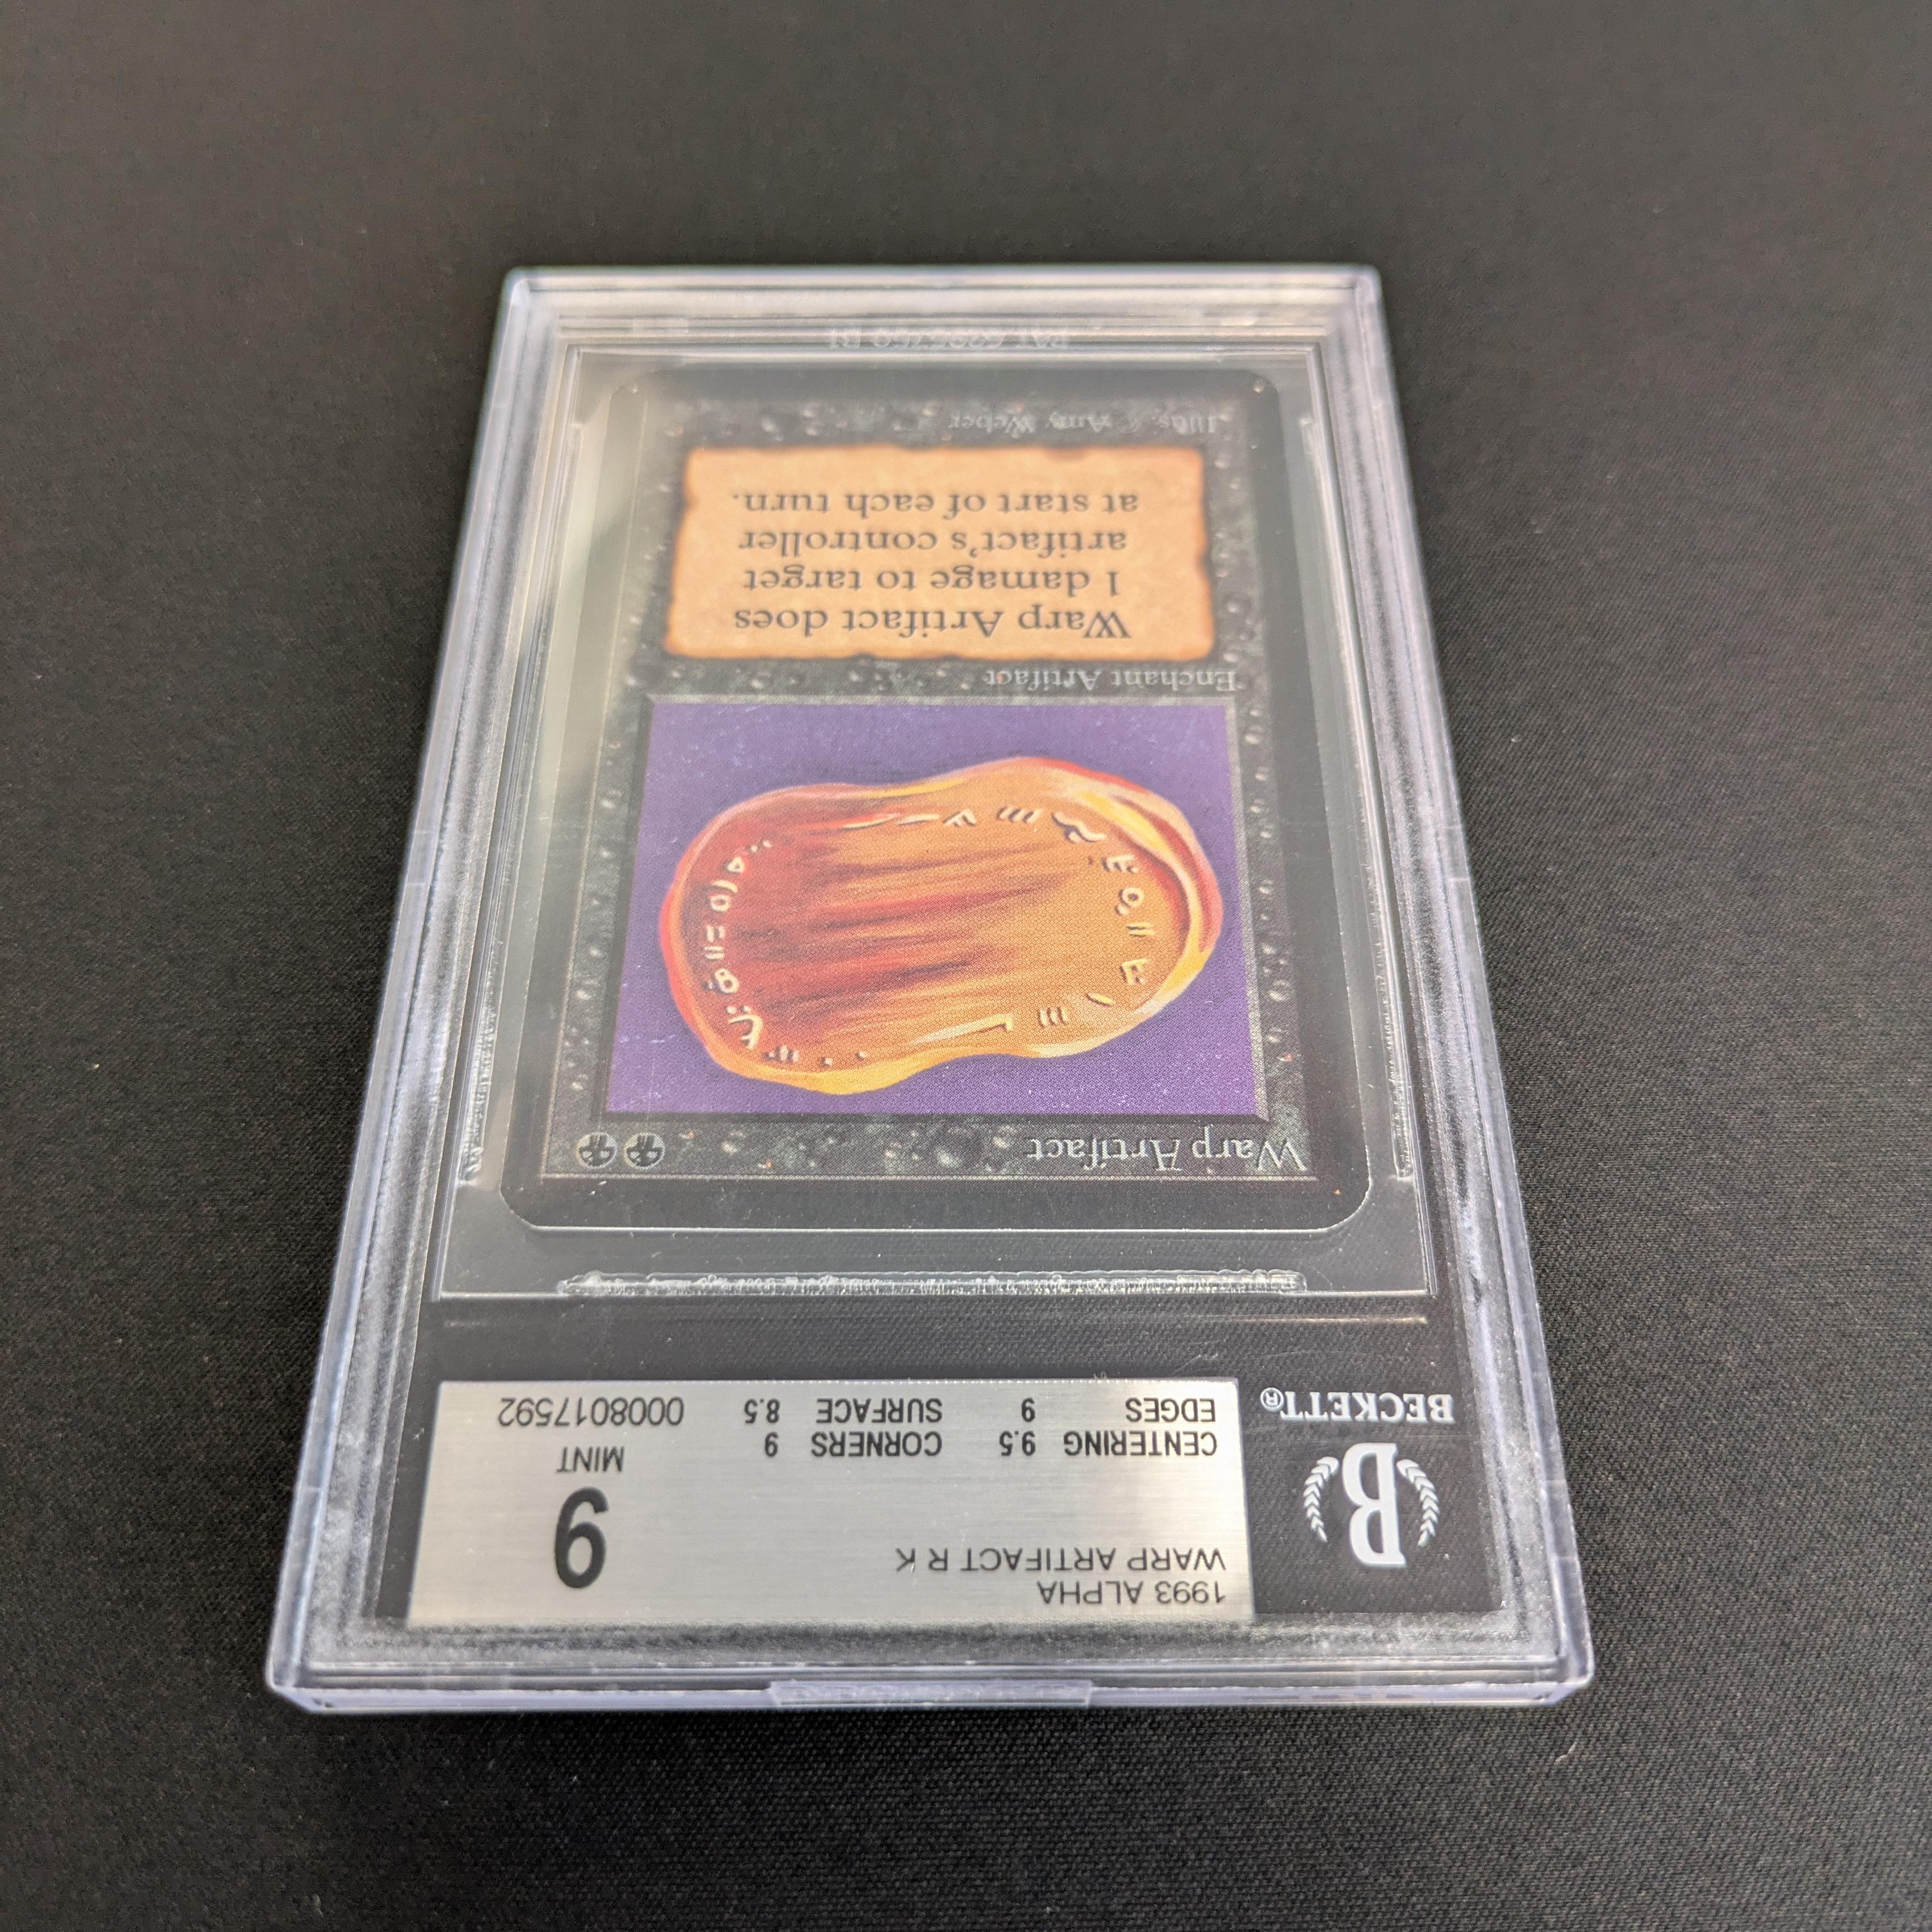 BECKETT®
B
1993 ALPHA
WARP ARTIFACT R K
CENTERING 9.5 CORNERS 9
EDGES 9 SURFACE 8.5
9
MINT
0008017592
Warp Artifact
Enchant Artifact
Warp Artifact does
1 damage to target
artifact's controller
at start of each turn.
Illus. © Amy Weber